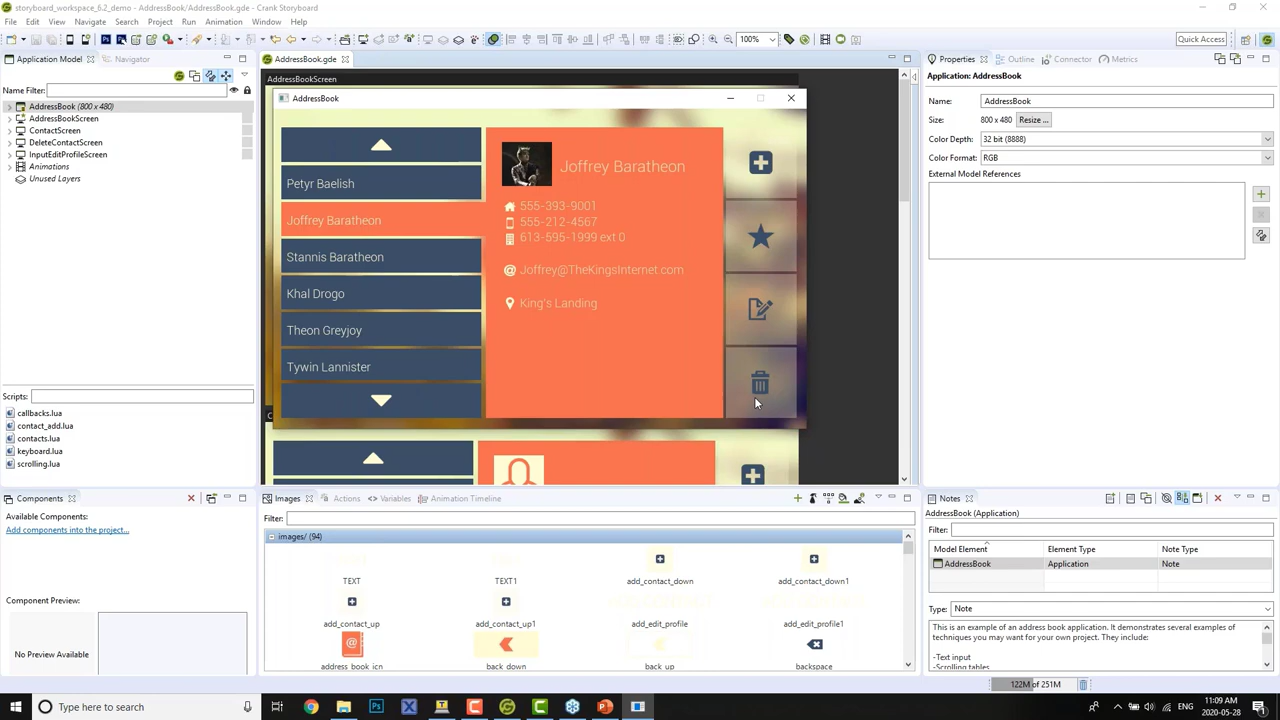 storyboard_workspace_6.2_demo - AddressBook/AddressBook.gde - Crank Storyboard
File Edit View Navigate Search Project Run Animation Window Help
100%
Quick Access
Application Model Navigator
Name Filter:
AddressBook (800 x 480)
AddressBookScreen
ContactScreen
DeleteContactScreen
InputEditProfileScreen
Animations
Unused Layers
Scripts:
callbacks.lua
contact_add.lua
contacts.lua
keyboard.lua
scrolling.lua
AddressBook.gde
AddressBookScreen
AddressBook
Petyr Baelish
Joffrey Baratheon
Stannis Baratheon
Khal Drogo
Theon Greyjoy
Tywin Lannister
Joffrey Baratheon
555-393-9001
555-212-4567
613-595-1999 ext 0
Joffrey@TheKingsInternet.com
King's Landing
Properties Outline Connector Metrics
Application: AddressBook
Name: AddressBook
Size: 800 x 480 Resize ...
Color Depth: 32 bit (8888)
Color Format: RGB
External Model References
Components
Available Components:
Add components into the project...
Component Preview:
No Preview Available
Images Actions Variables Animation Timeline
Filter:
images/ (94)
TEXT TEXT1 add_contact_down add_contact_down1
add_contact_up add_contact_up1 add_edit_profile add_edit_profile1
address_book_icn back_down back_up backspace
Notes
AddressBook (Application)
Filter:
Model Element Element Type Note Type
AddressBook Application Note
Type: Note
This is an example of an address book application. It demonstrates several examples of
techniques you may want for your own project. They include:
-Text input
-Scrolling tables
122M of 251M
Type here to search
ENG
11:09 AM
2020-05-28